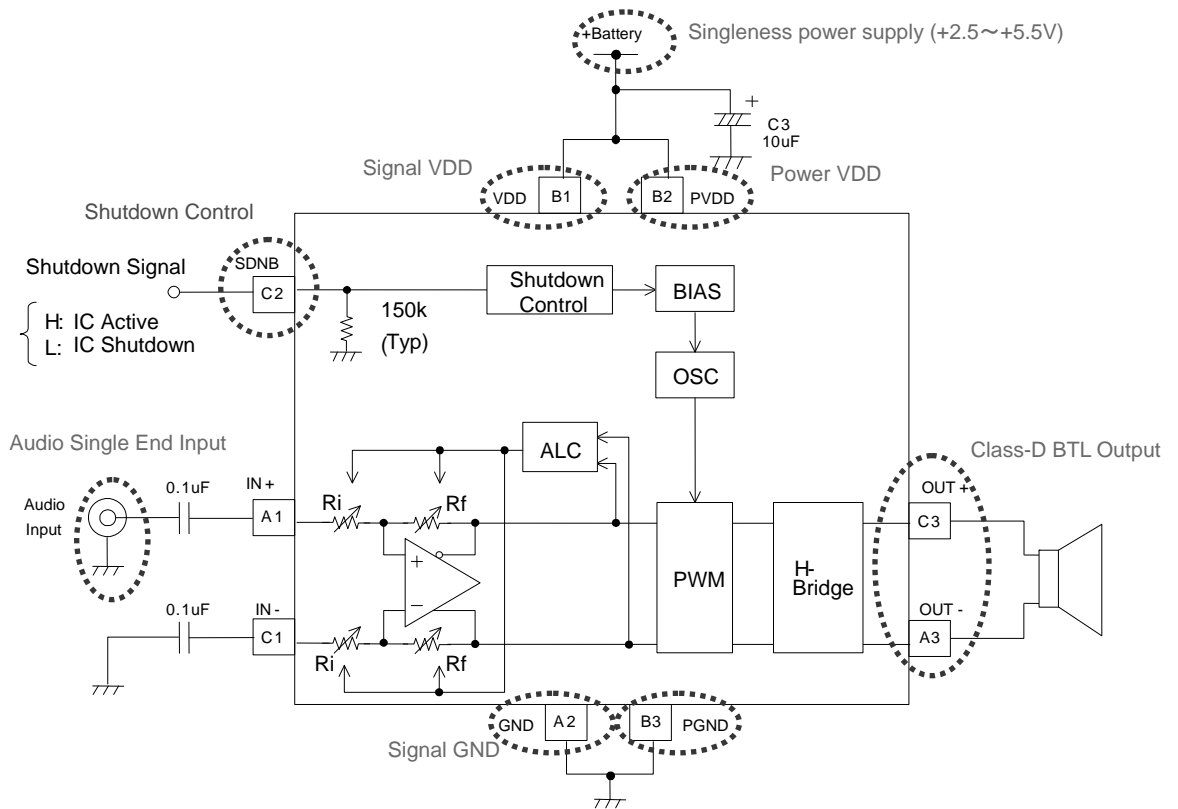 +Battery
Singleness power supply (+2.5～+5.5V)
+
C3
10uF
Signal VDD
Power VDD
VDD
B1
B2
PVDD
Shutdown Control
SDNB
Shutdown Signal
C2
H: IC Active
L: IC Shutdown
150k
(Typ)
Shutdown
Control
BIAS
OSC
ALC
Audio Single End Input
Class-D BTL Output
Audio
Input
0.1uF
IN +
A1
Ri
Rf
+
−
PWM
H-
Bridge
OUT +
C3
OUT -
A3
0.1uF
IN -
C1
Ri
Rf
GND
A2
B3
PGND
Signal GND